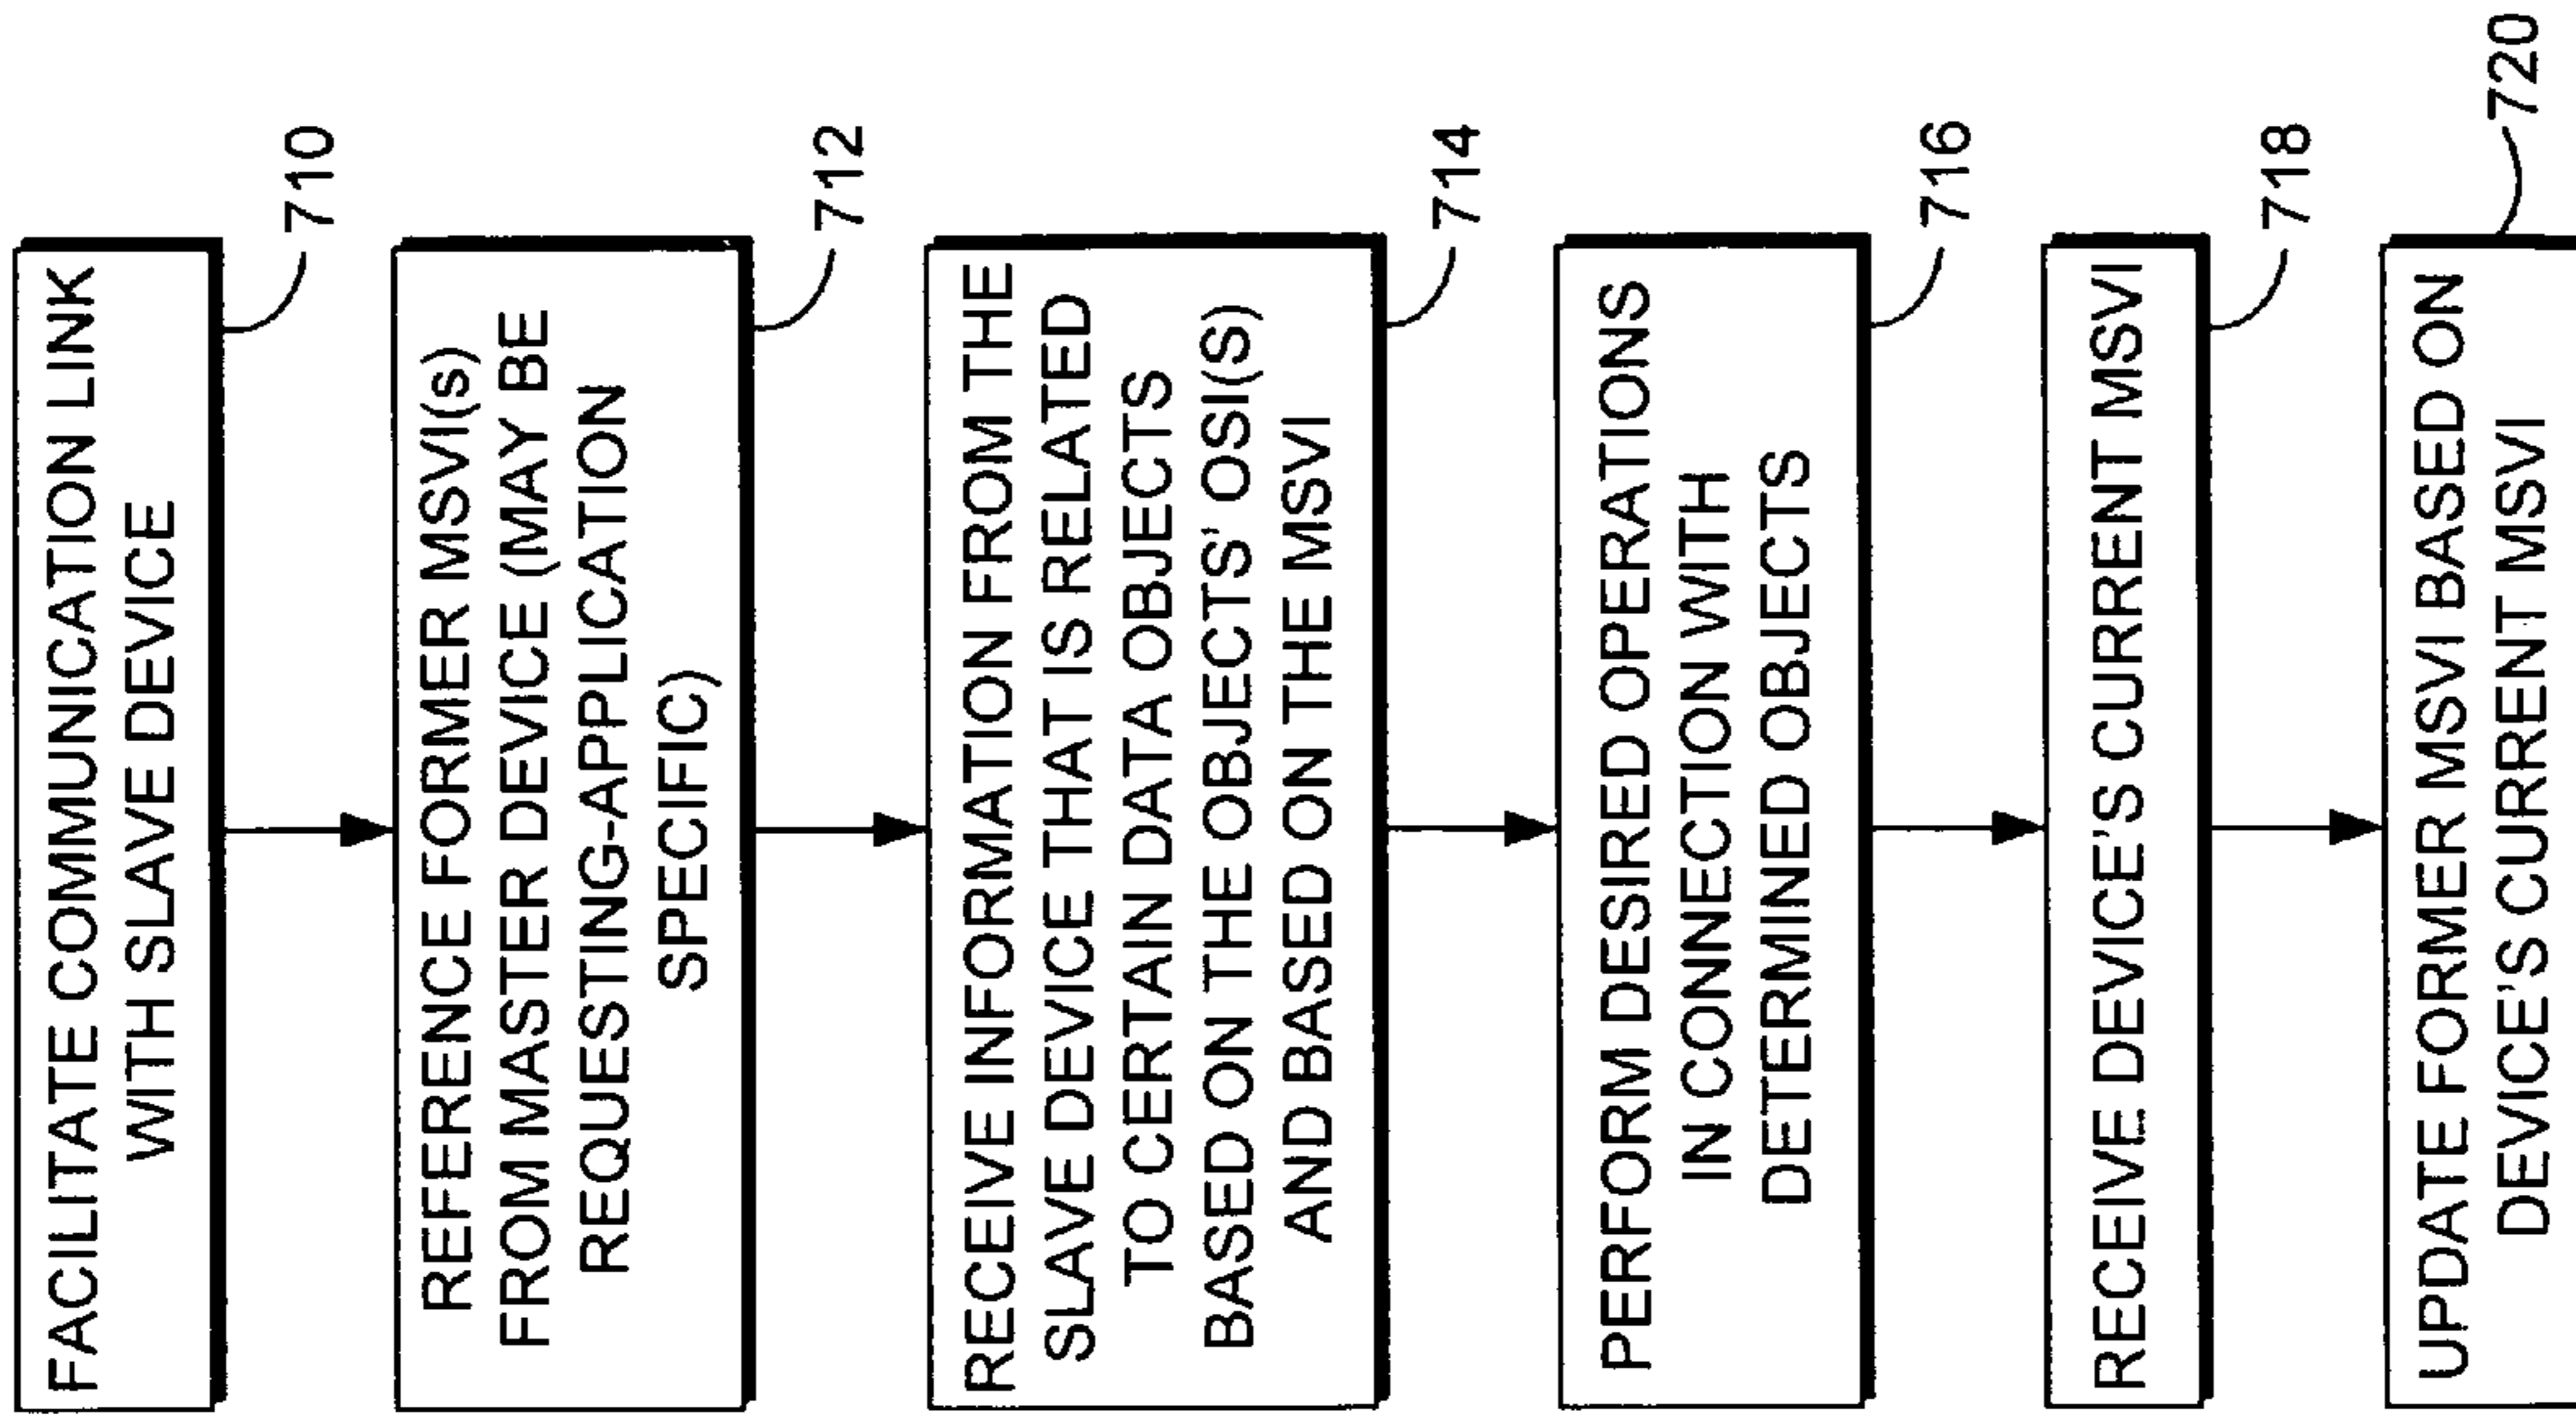 FACILITATE COMMUNICATION LINK
WITH SLAVE DEVICE
710
REFERENCE FORMER MSVI(s)
FROM MASTER DEVICE (MAY BE
REQUESTING-APPLICATION
SPECIFIC)
712
RECEIVE INFORMATION FROM THE
SLAVE DEVICE THAT IS RELATED
TO CERTAIN DATA OBJECTS
BASED ON THE OBJECTS' OSI(S)
AND BASED ON THE MSVI
714
PERFORM DESIRED OPERATIONS
IN CONNECTION WITH
DETERMINED OBJECTS
716
RECEIVE DEVICE'S CURRENT MSVI
718
UPDATE FORMER MSVI BASED ON
DEVICE'S CURRENT MSVI
720